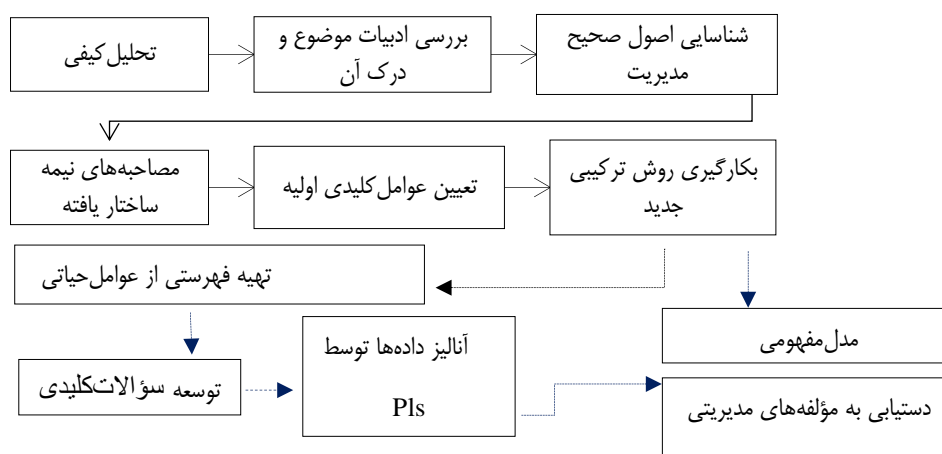 تحلیل کیفی
بررسی ادبیات موضوع و
درک آن
شناسایی اصول صحیح
مدیریت
مصاحبه‌های نیمه
ساختار یافته
تعیین عوامل‌کلیدی اولیه
بکارگیری روش ترکیبی
جدید
تهیه فهرستی از عوامل‌حیاتی
توسعه سؤالات‌کلیدی
آنالیز داده‌ها توسط
Pls
مدل‌مفهومی
دستیابی به مؤلفه‌های مدیریتی